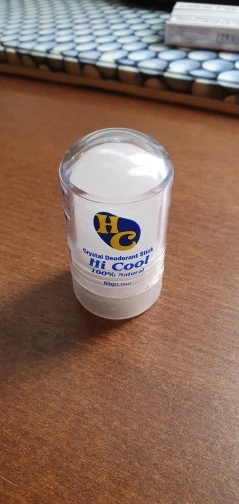 HC
Crystal Deodorant Stick
Hi Cool
100% Natural